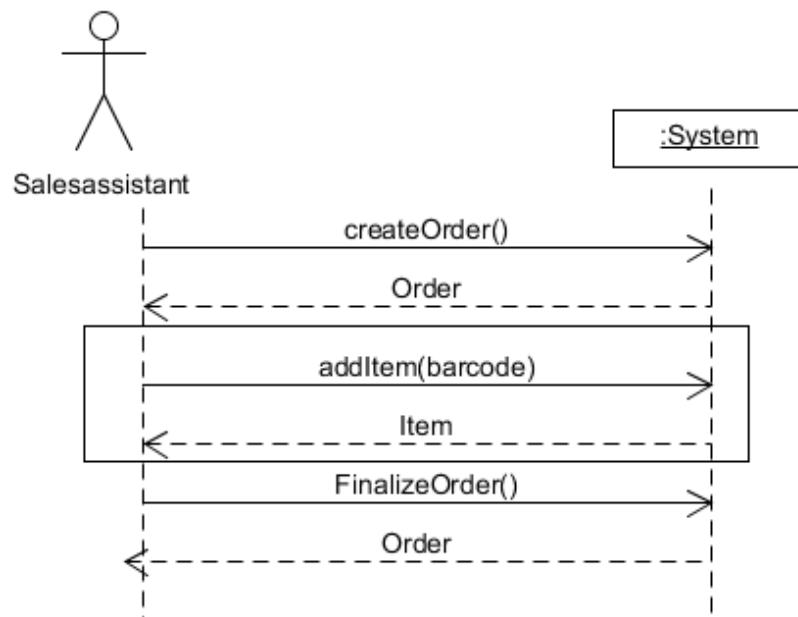 :System
Salesassistant
createOrder()
Order
addItem(barcode)
Item
FinalizeOrder()
Order